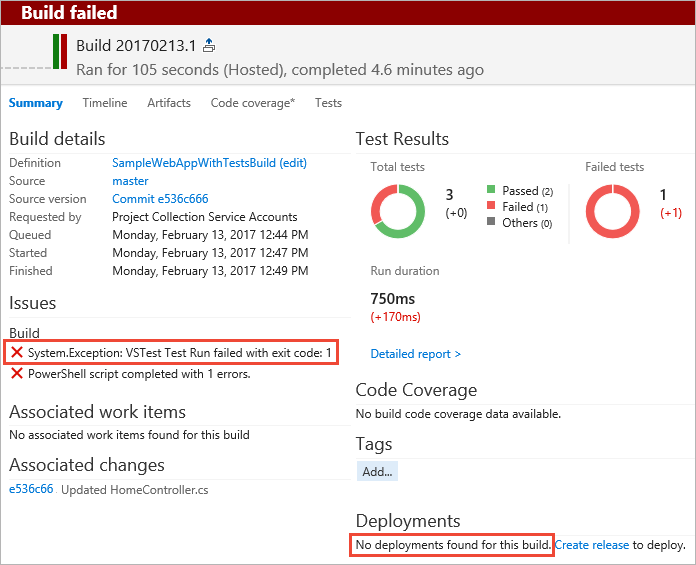 Build failed
Build 20170213.1
Ran for 105 seconds (Hosted), completed 4.6 minutes ago
Summary Timeline Artifacts Code coverage* Tests
Build details
Definition SampleWebAppWithTestsBuild (edit)
Source master
Source version Commit e536c666
Requested by Project Collection Service Accounts
Queued Monday, February 13, 2017 12:44 PM
Started Monday, February 13, 2017 12:47 PM
Finished Monday, February 13, 2017 12:49 PM
Issues
Build
System.Exception: VSTest Test Run failed with exit code: 1
PowerShell script completed with 1 errors.
Associated work items
No associated work items found for this build
Associated changes
e536c66 Updated HomeController.cs
Test Results
Total tests
3
(+0)
Passed (2)
Failed (1)
Others (0)
Failed tests
1
(+1)
Run duration
750ms
(+170ms)
Detailed report >
Code Coverage
No build code coverage data available.
Tags
Add...
Deployments
No deployments found for this build. Create release to deploy.